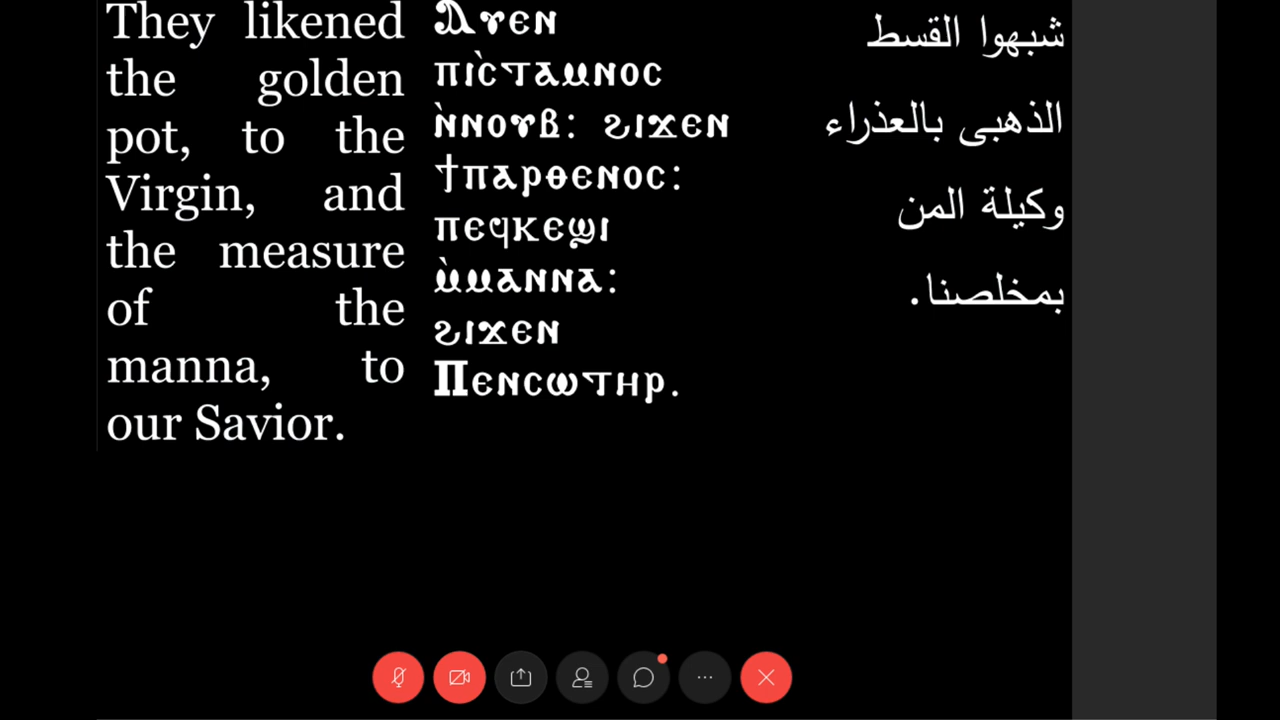 They likened
the golden
pot, to the
Virgin, and
the measure
of the
manna, to
our Savior.
Ⲁⲩⲉⲛ
ⲡⲓⲥ̀ⲧⲁⲙⲛⲟⲥ
ⲛ̀ⲛⲟⲩⲃ: ϩⲓϫⲉⲛ
ϯⲡⲁⲣⲑⲉⲛⲟⲥ:
ⲡⲉϥⲕⲉϣⲓ
ⲙ̀ⲙⲁⲛⲛⲁ:
ϩⲓϫⲉⲛ
Ⲡⲉⲛⲥⲱⲧⲏⲣ.
شبهوا القسط
الذهبى بالعذراء
وكيلة المن
بمخلصنا.